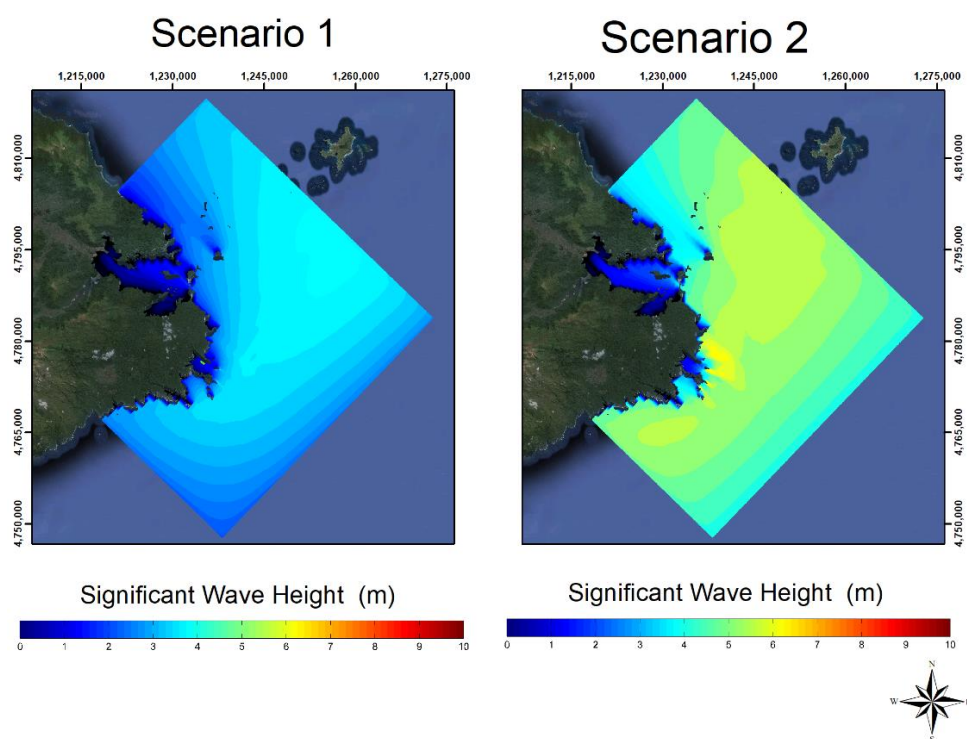 Scenario 1
Scenario 2
1,215,000 1,230,000 1,245,000 1,260,000 1,275,000
1,215,000 1,230,000 1,245,000 1,260,000 1,275,000
4,810,000
4,795,000
4,780,000
4,765,000
4,750,000
4,810,000
4,795,000
4,780,000
4,765,000
4,750,000
Significant Wave Height (m)
0 1 2 3 4 5 6 7 8 9 10
Significant Wave Height (m)
0 1 2 3 4 5 6 7 8 9 10
N
W
S